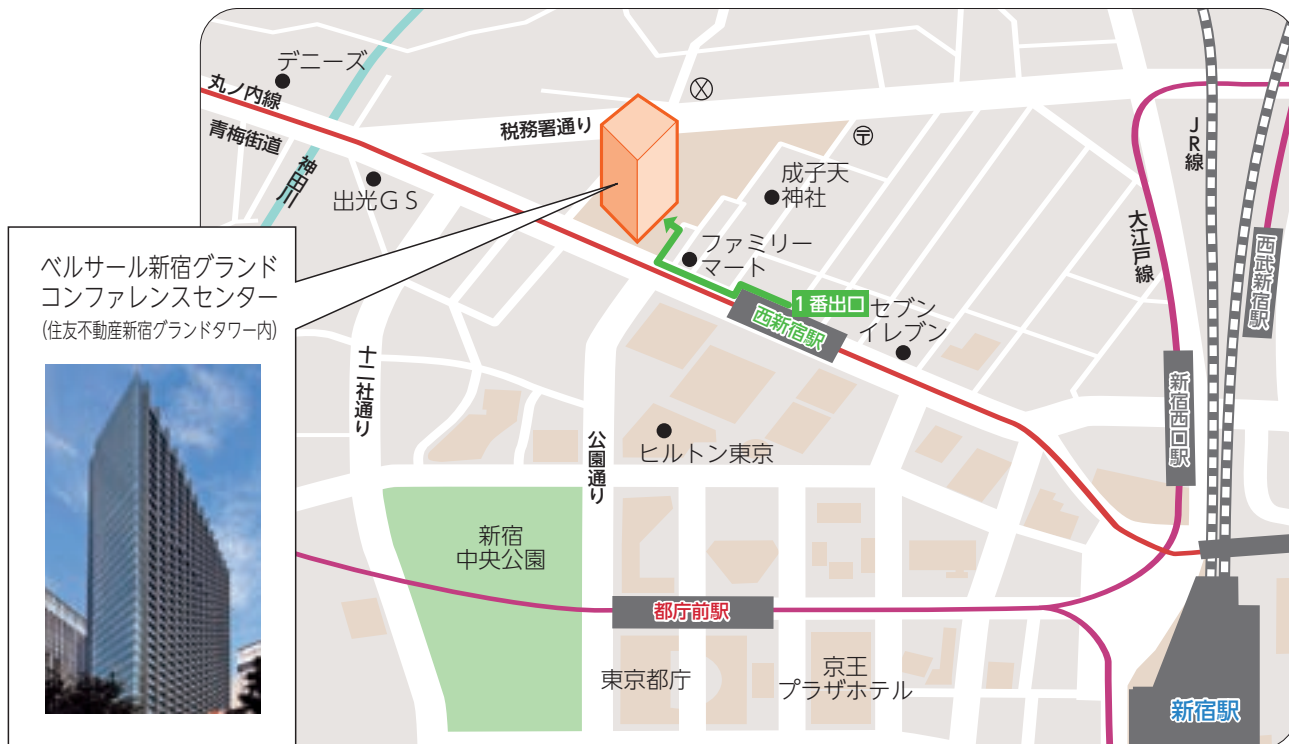 デニーズ
丸ノ内線
青梅街道
神田川
出光GS
税務署通り
〒
成子天
神社
ファミリー
マート
1番出口
西新宿駅
セブン
イレブン
JR線
大江戸線
西武新宿駅
新宿西口駅
ベルサール新宿グランド
コンファレンスセンター
(住友不動産新宿グランドタワー内)
十二社通り
公園通り
ヒルトン東京
新宿
中央公園
都庁前駅
東京都庁
京王
プラザホテル
新宿駅